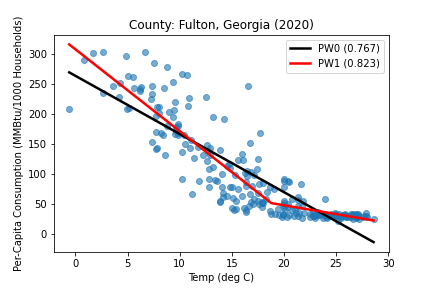 County: Fulton, Georgia (2020)
Per-Capita Consumption (MMBtu/1000 Households)
300
250
200
150
100
50
0
PW0 (0.767)
PW1 (0.823)
0 5 10 15 20 25 30
Temp (deg C)